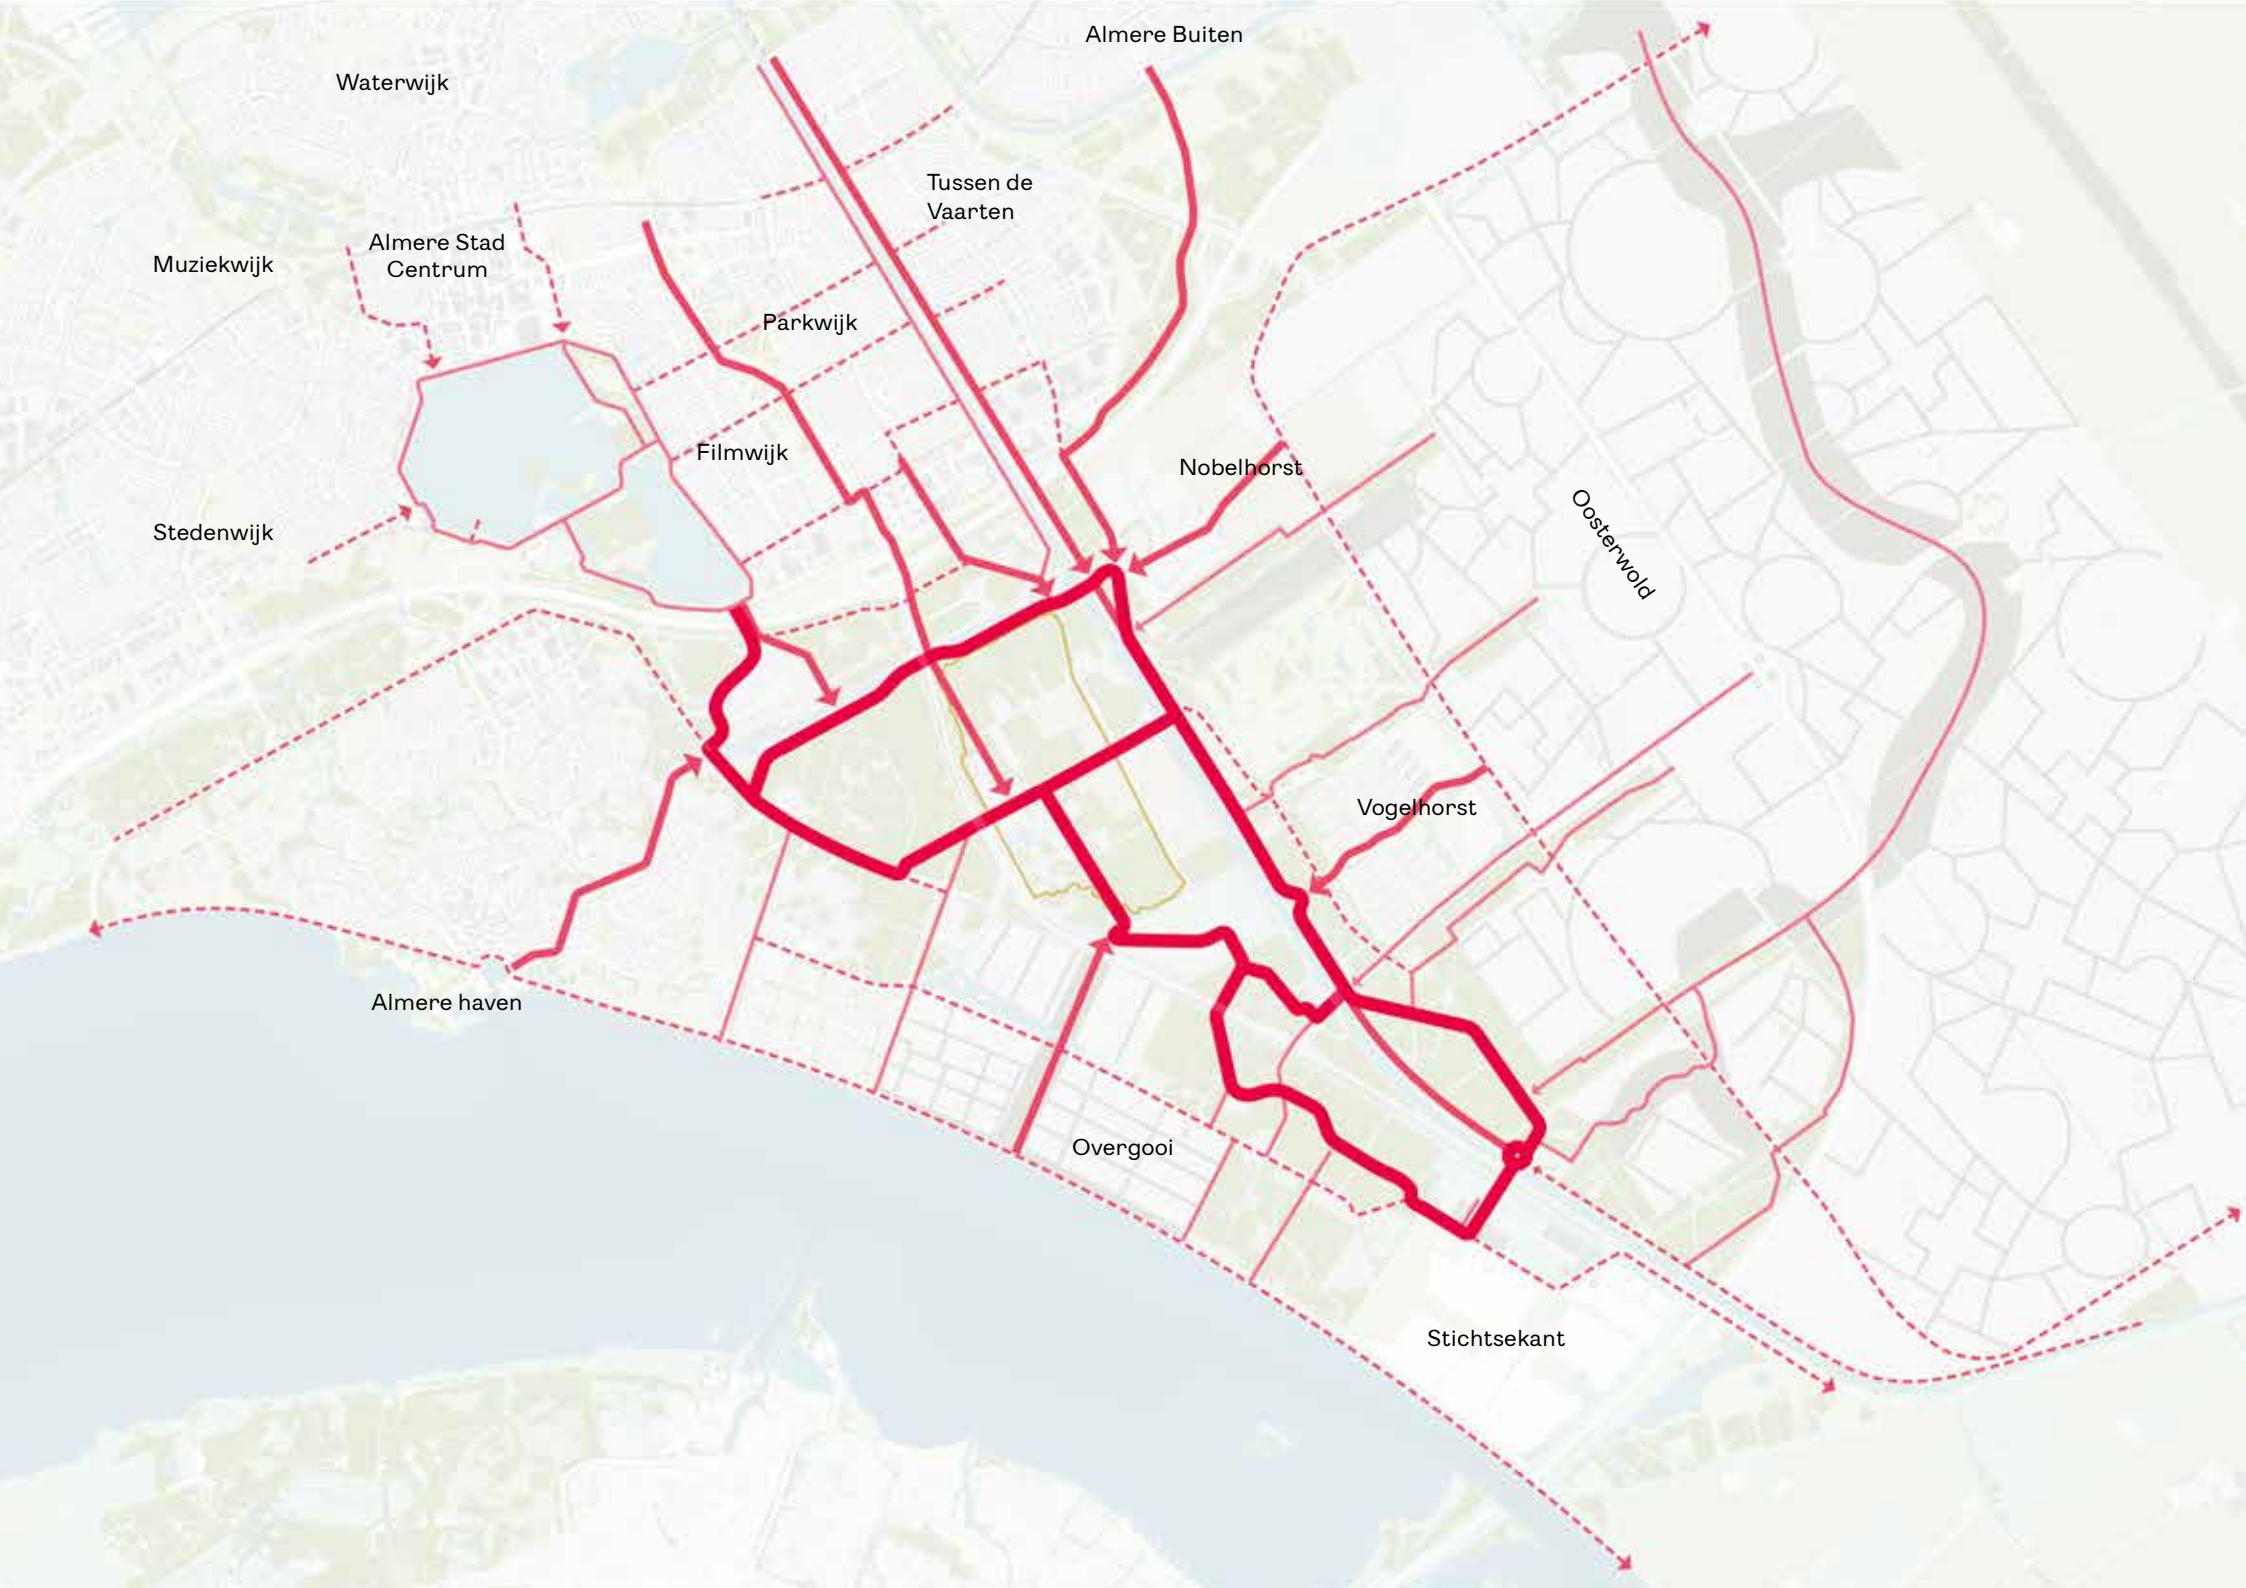 Almere Buiten
Waterwijk
Tussen de
Vaarten
Almere Stad
Centrum
Muziekwijk
Parkwijk
Filmwijk
Nobelhorst
Oosterwold
Stedenwijk
Vogelhorst
Almere haven
Overgooi
Stichtsekant